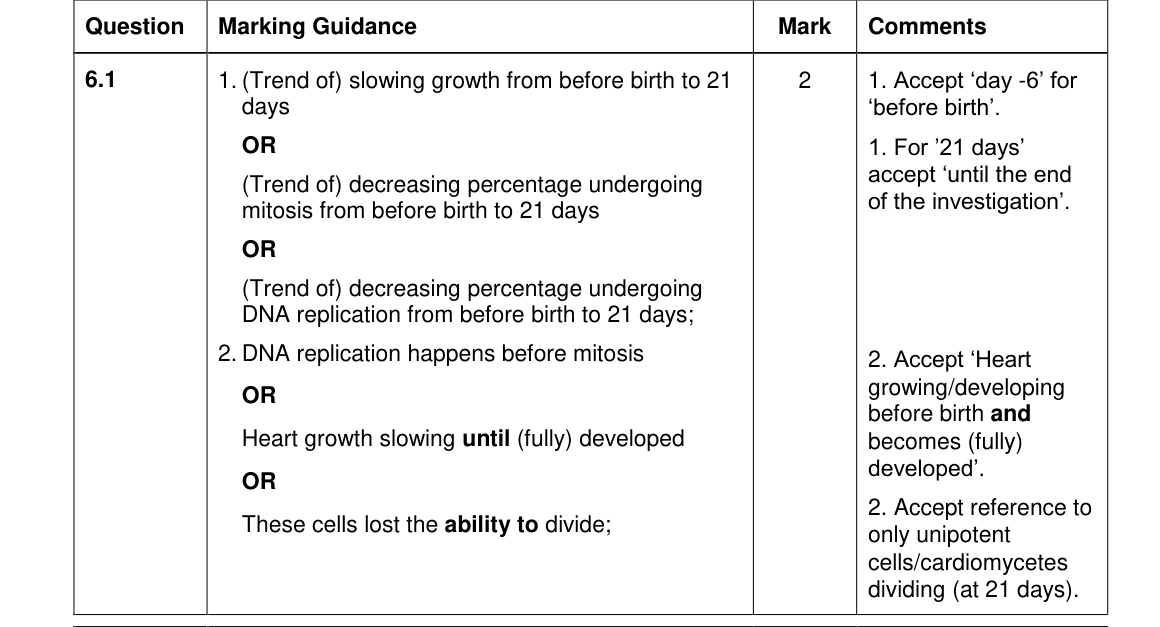 Question Marking Guidance Mark Comments
6.1
1. (Trend of) slowing growth from before birth to 21
days
OR
(Trend of) decreasing percentage undergoing
mitosis from before birth to 21 days
OR
(Trend of) decreasing percentage undergoing
DNA replication from before birth to 21 days;
2. DNA replication happens before mitosis
OR
Heart growth slowing until (fully) developed
OR
These cells lost the ability to divide;
2
1. Accept ‘day -6’ for
‘before birth’.
1. For ’21 days’
accept ‘until the end
of the investigation’.
2. Accept ‘Heart
growing/developing
before birth and
becomes (fully)
developed’.
2. Accept reference to
only unipotent
cells/cardiomycetes
dividing (at 21 days).